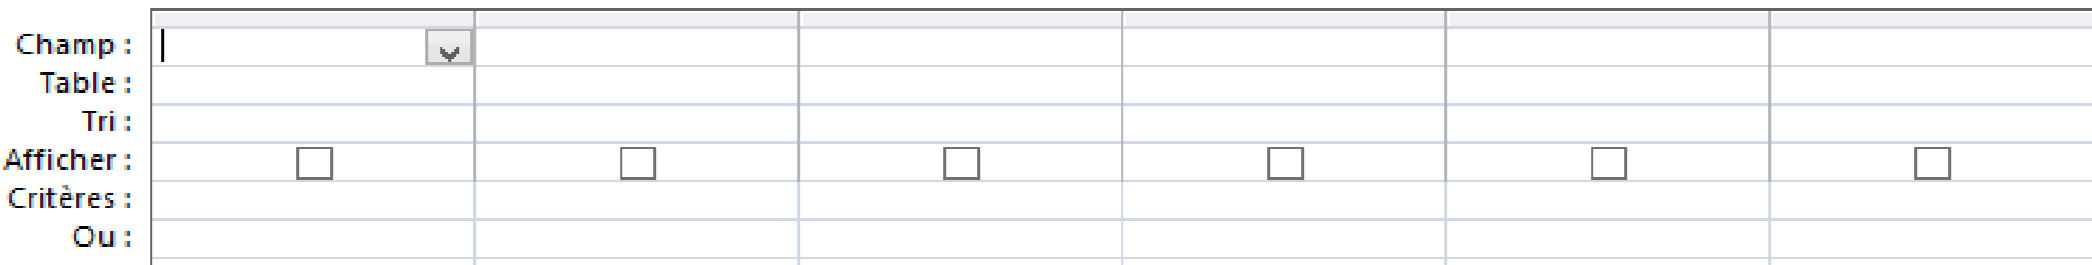 Champ :
Table :
Tri :
Afficher :
Critères :
Ou :